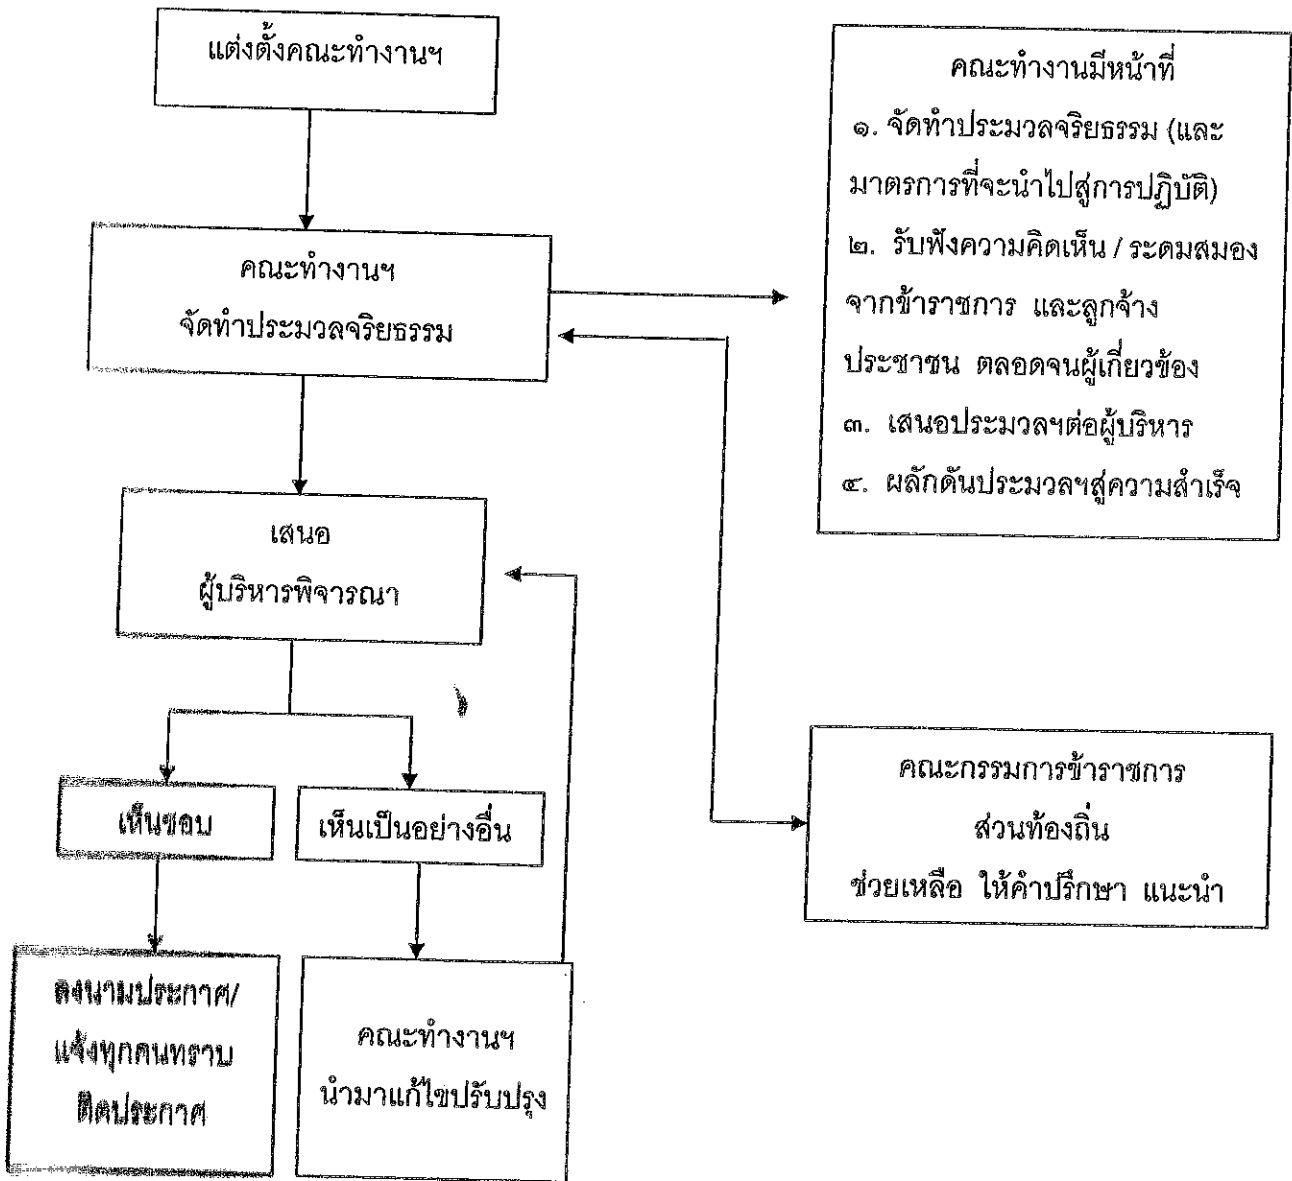 แต่งตั้งคณะทำงานฯ
คณะทำงานฯ
จัดทำประมวลจริยธรรม
คณะทำงานมีหน้าที่
๑. จัดทำประมวลจริยธรรม (และ
มาตรการที่จะนำไปสู่การปฏิบัติ)
๒. รับฟังความคิดเห็น / ระดมสมอง
จากข้าราชการ และลูกจ้าง
ประชาชน ตลอดจนผู้เกี่ยวข้อง
๓. เสนอประมวลฯต่อผู้บริหาร
๔. ผลักดันประมวลฯสู่ความสำเร็จ
เสนอ
ผู้บริหารพิจารณา
เห็นชอบ
เห็นเป็นอย่างอื่น
คณะกรรมการข้าราชการ
ส่วนท้องถิ่น
ช่วยเหลือ ให้คำปรึกษา แนะนำ
ลงนามประกาศ/
แจ้งทุกคนทราบ
ติดประกาศ
คณะทำงานฯ
นำมาแก้ไขปรับปรุง